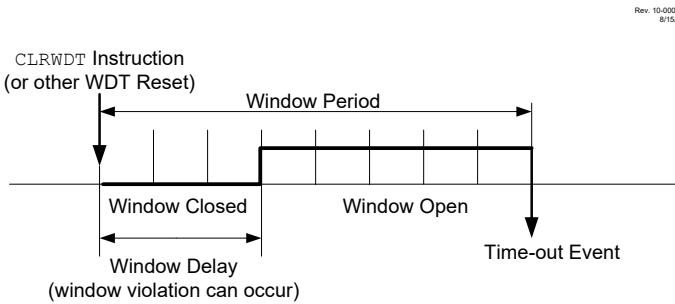 Rev. 10-000
8/15/
CLRWDT Instruction
(or other WDT Reset)
Window Period
Window Closed
Window Open
Window Delay
(window violation can occur)
Time-out Event